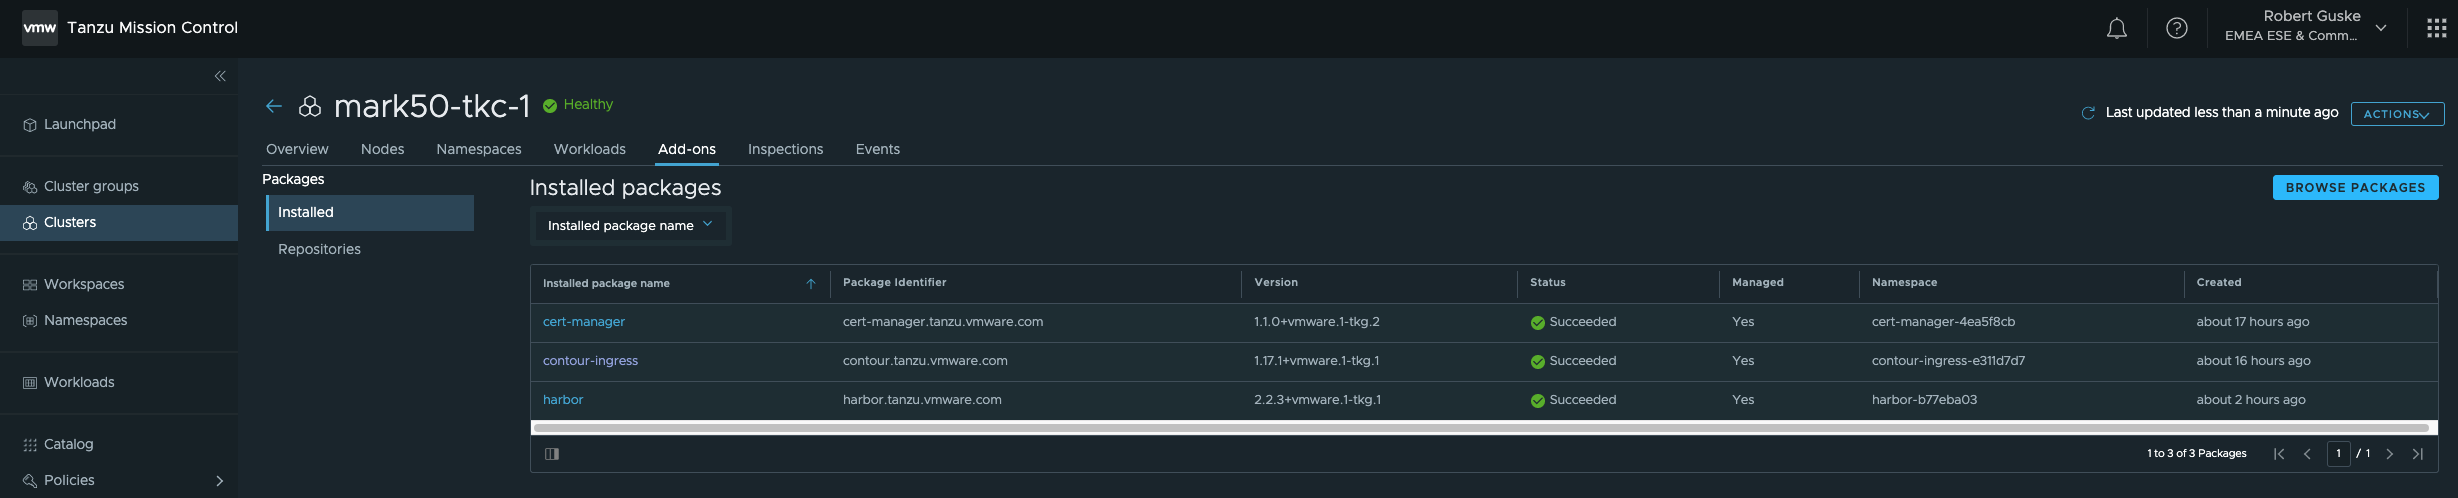 vmw Tanzu Mission Control
Robert Guske
EMEA ESE & Comm...
Launchpad
Cluster groups
Clusters
Workspaces
Namespaces
Workloads
Catalog
Policies
mark50-tkc-1 Healthy
Last updated less than a minute ago ACTIONS
Overview Nodes Namespaces Workloads Add-ons Inspections Events
Packages
Installed
Repositories
Installed packages
BROWSE PACKAGES
Installed package name
Installed package name Package Identifier Version Status Managed Namespace Created
cert-manager cert-manager.tanzu.vmware.com 1.1.0+vmware.1-tkg.2 Succeeded Yes cert-manager-4ea5f8cb about 17 hours ago
contour-ingress contour.tanzu.vmware.com 1.17.1+vmware.1-tkg.1 Succeeded Yes contour-ingress-e311d7d7 about 16 hours ago
harbor harbor.tanzu.vmware.com 2.2.3+vmware.1-tkg.1 Succeeded Yes harbor-b77eba03 about 2 hours ago
1 to 3 of 3 Packages 1 / 1